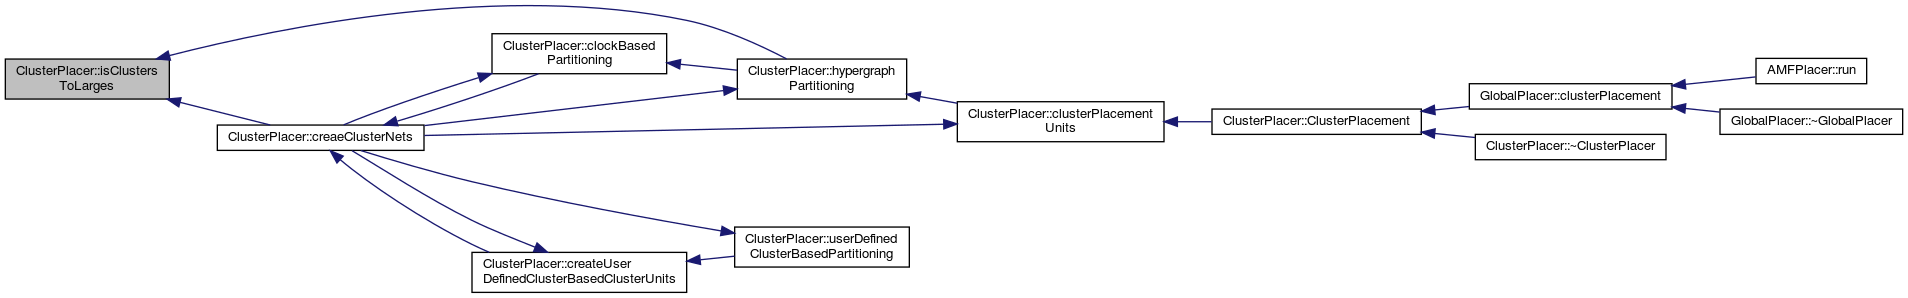 ClusterPlacer::isClusters
ToLarges
ClusterPlacer::creaeClusterNets
ClusterPlacer::clockBased
Partitioning
ClusterPlacer::hypergraph
Partitioning
ClusterPlacer::createUser
DefinedClusterBasedClusterUnits
ClusterPlacer::userDefined
ClusterBasedPartitioning
ClusterPlacer::clusterPlacement
Units
ClusterPlacer::ClusterPlacement
GlobalPlacer::clusterPlacement
ClusterPlacer::~ClusterPlacer
AMFPlacer::run
GlobalPlacer::~GlobalPlacer